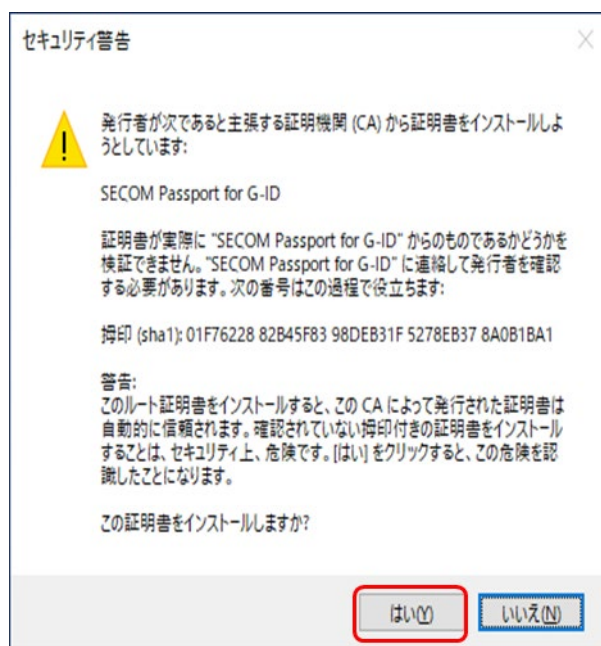 セキュリティ警告
発行者が次であると主張する証明機関 (CA) から証明書をインストールしよ
うとしています:
SECOM Passport for G-ID
証明書が実際に "SECOM Passport for G-ID" からのものであるかどうかを
検証できません。"SECOM Passport for G-ID" に連絡して発行者を確認
する必要があります。次の番号はこの過程で役立ちます:
拇印 (sha1): 01F76228 82B45F83 98DEB31F 5278EB37 8A0B1BA1
警告:
このルート証明書をインストールすると、この CA によって発行された証明書は
自動的に信頼されます。確認されていない拇印付きの証明書をインストール
することは、セキュリティ上、危険です。[はい] をクリックすると、この危険を認
識したことになります。
この証明書をインストールしますか?
はい(Y) いいえ(N)